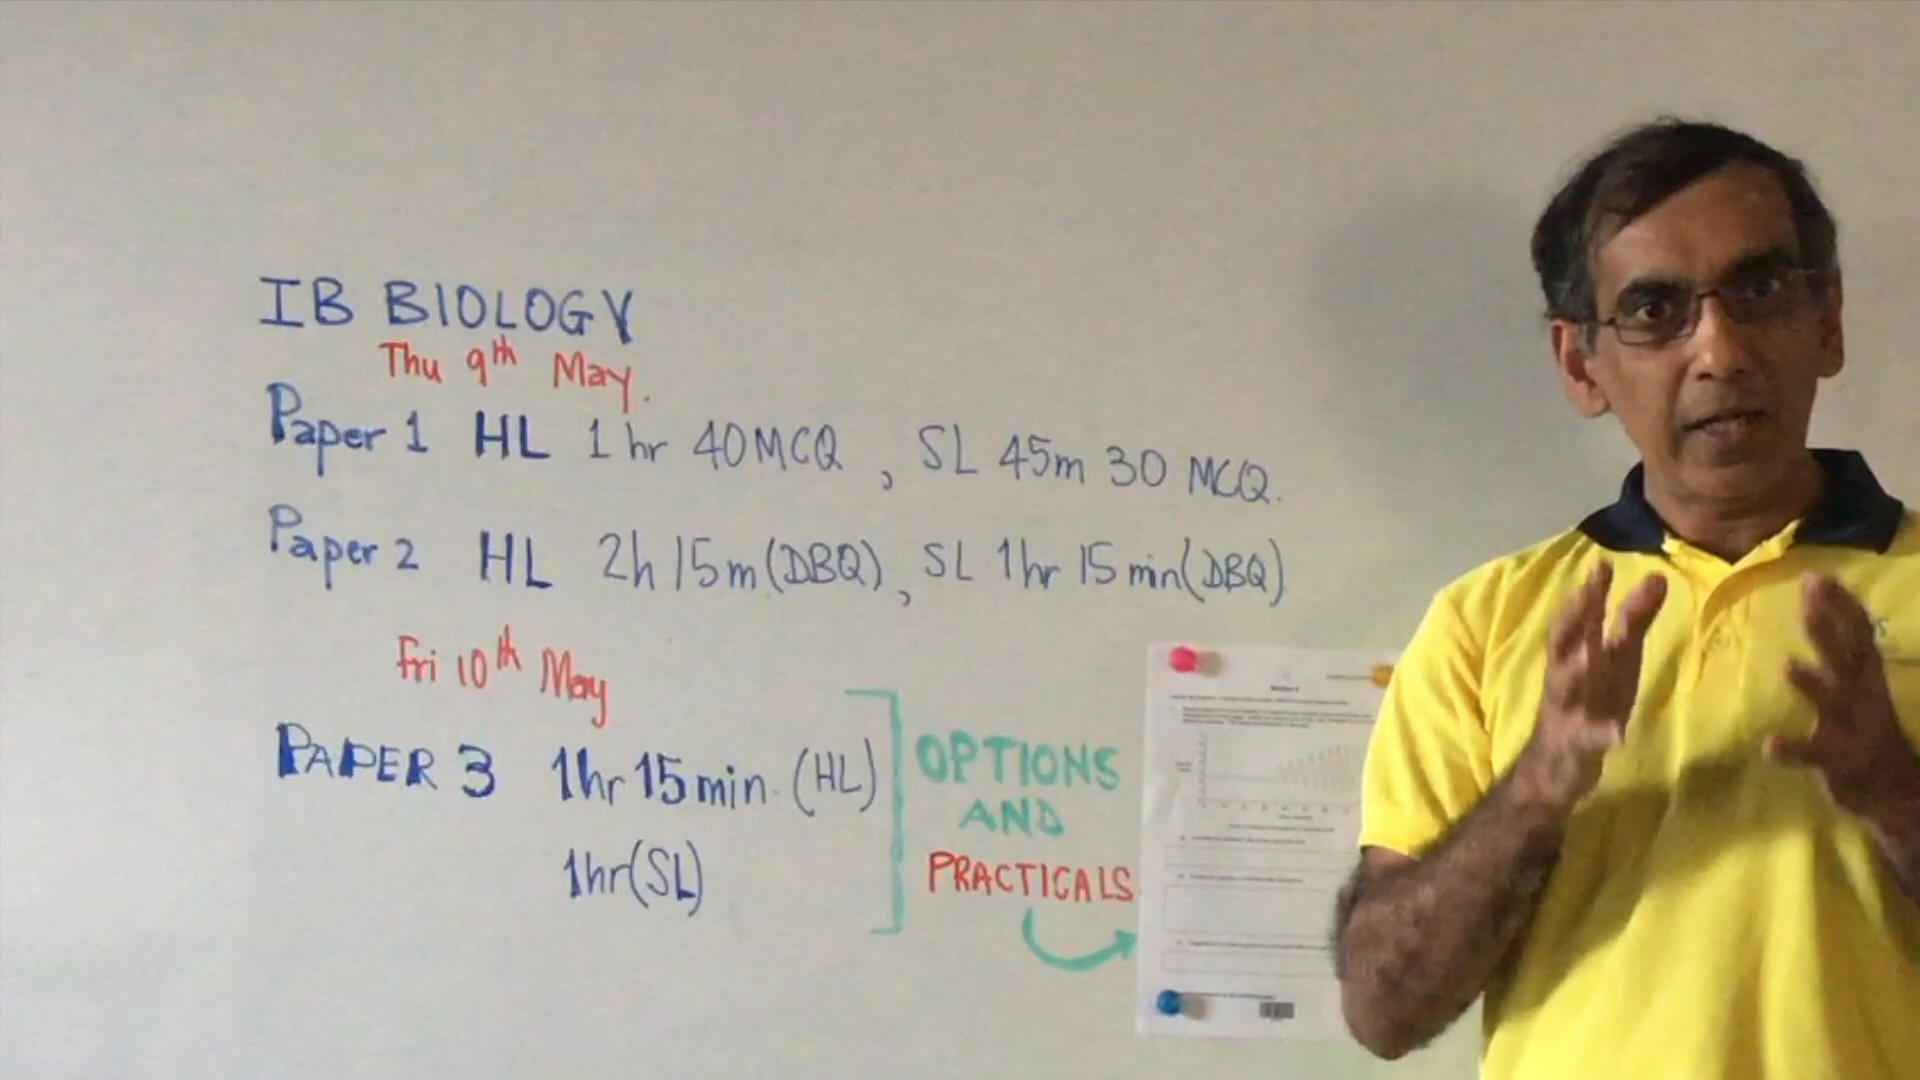 IB BIOLOGY
Thu 9th May.
Paper 1 HL 1 hr 40 MCQ , SL 45m 30 MCQ.
Paper 2 HL 2h 15m (DBQ), SL 1hr 15 min (DBQ)
Fri 10th May
PAPER 3 1hr 15 min. (HL)
1hr (SL)
OPTIONS
AND
PRACTICALS